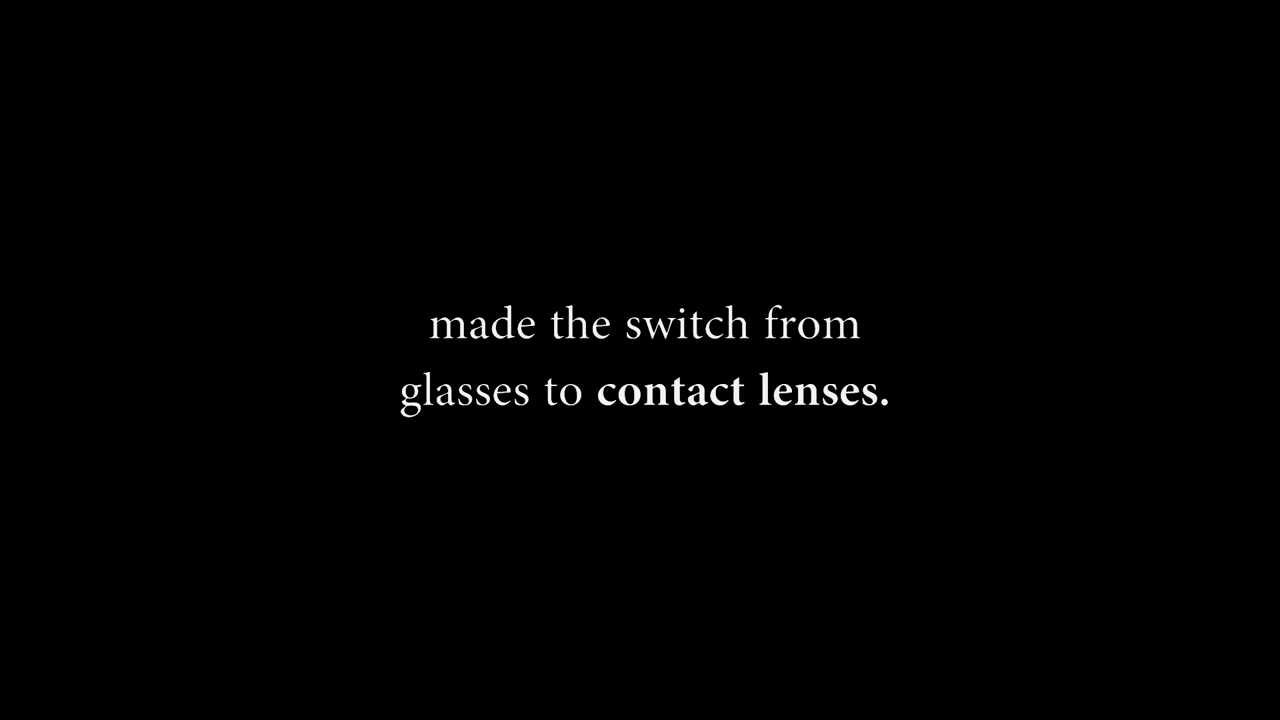 made the switch from
glasses to contact lenses.